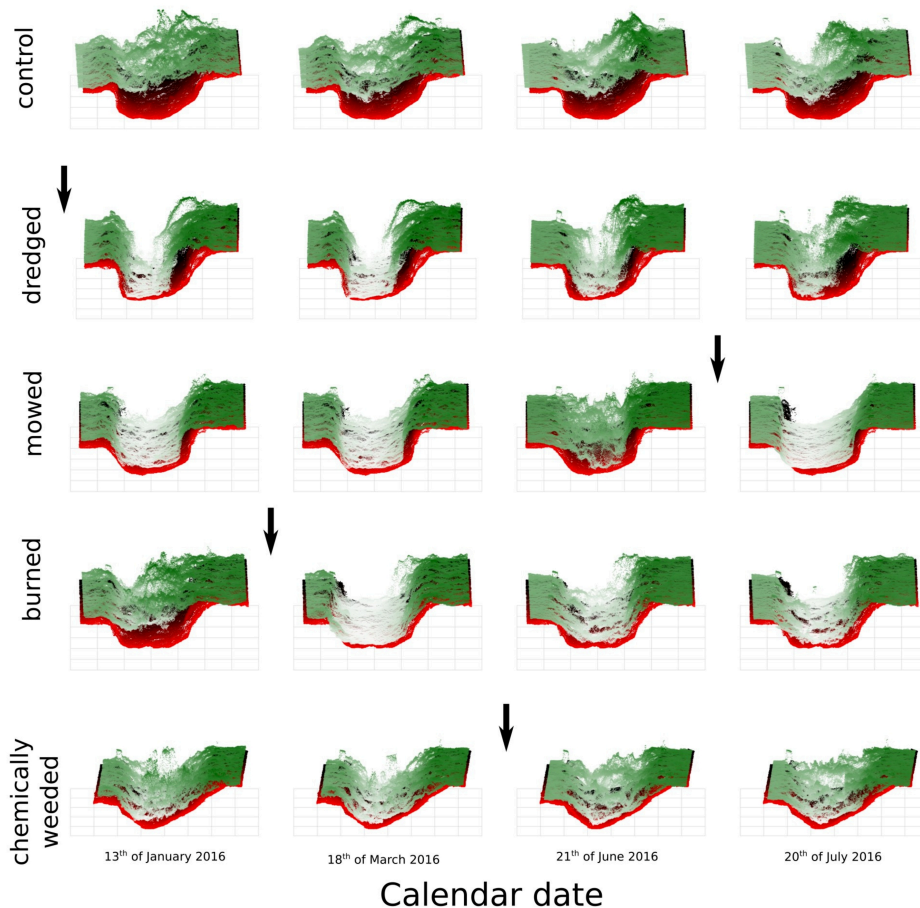 control
dredged
mowed
burned
chemically
weeded
13th of January 2016
18th of March 2016
21th of June 2016
20th of July 2016
Calendar date